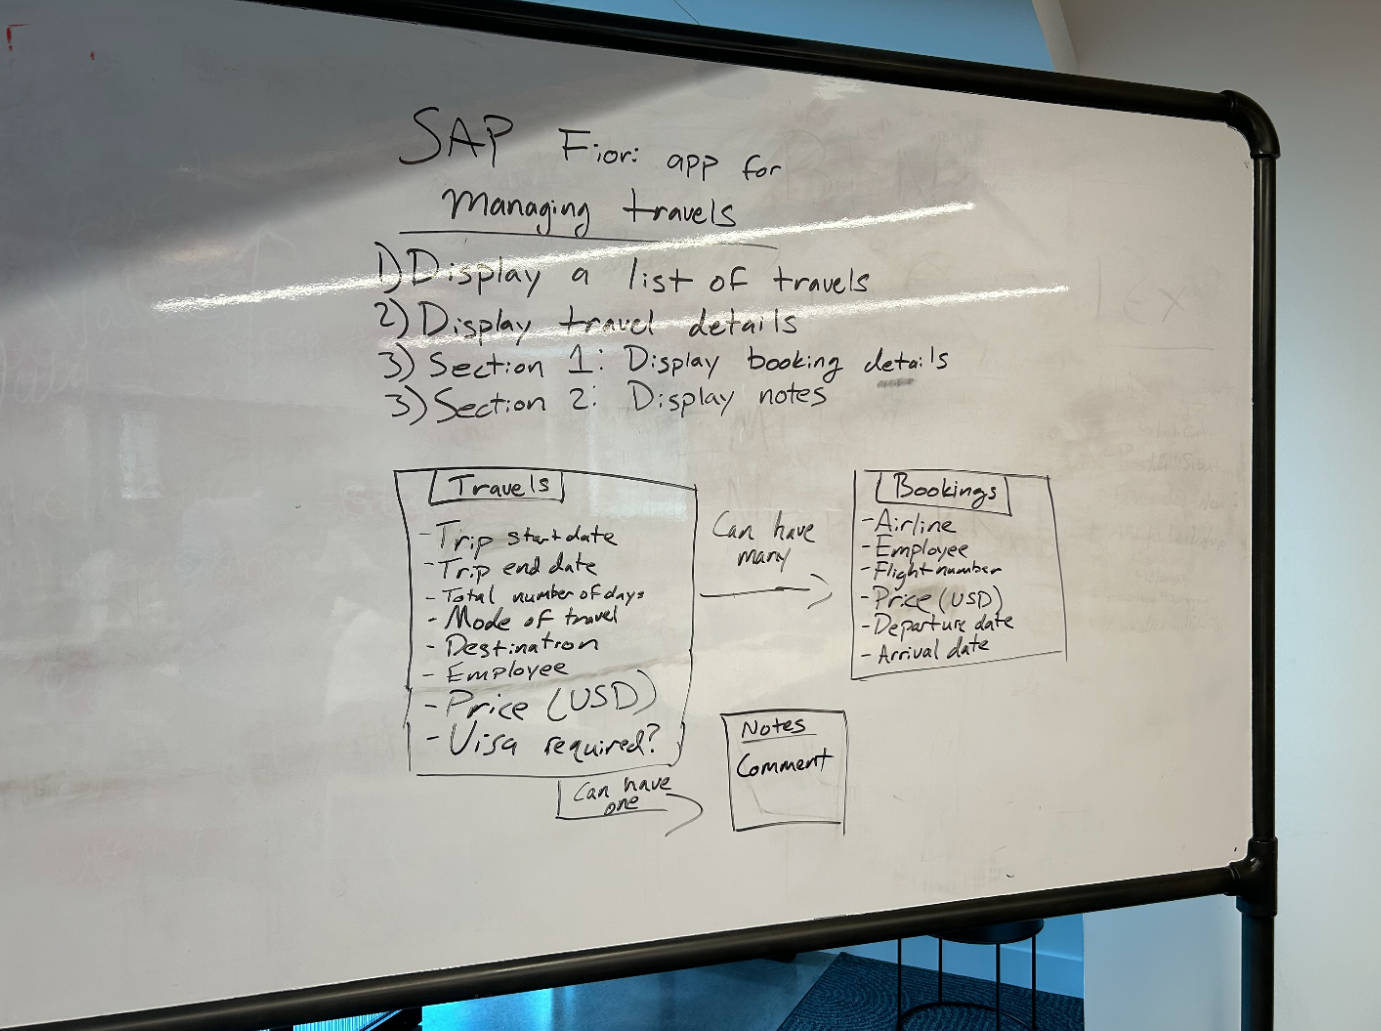 SAP Fiori app for
Managing travels
1) Display a list of travels
2) Display travel details
3) Section 1: Display booking details
3) Section 2: Display notes
Travels
- Trip start date
- Trip end date
- Total number of days
- Mode of travel
- Destination
- Employee
- Price (USD)
- Visa required?
Can have
many
Bookings
- Airline
- Employee
- Flight number
- Price (USD)
- Departure date
- Arrival date
Can have
one
Notes
Comment